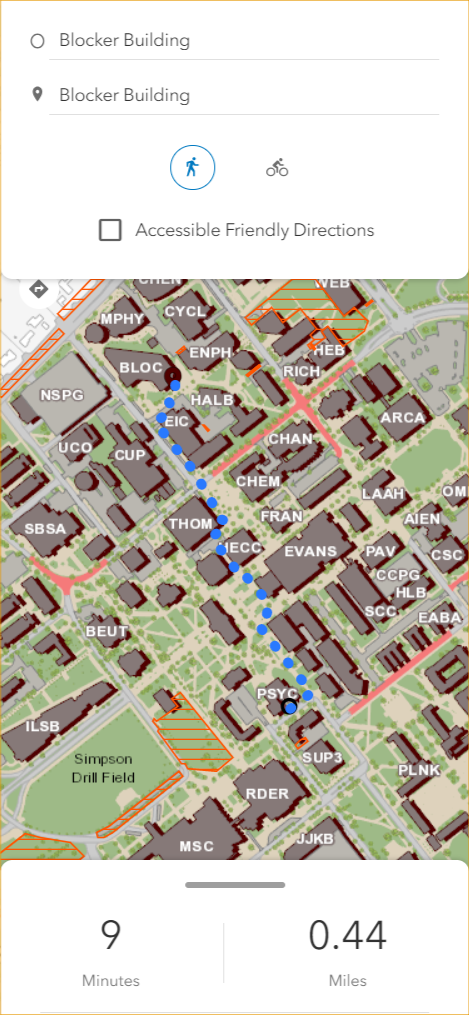 Blocker Building
Blocker Building
Accessible Friendly Directions
CHEN
WEB
MPHY
CYCL
ENPH
HEB
BLOC
RICH
NSPG
HALB
EIC
ARCA
CHAN
UCO
CUP
CHEM
LAAH
OM
SBSA
THOM
FRAN
AIEN
HECC
EVANS
PAV
CSC
CCPG
HLB
SCC
EABA
BEUT
PSYC
ILSB
Simpson
Drill Field
SUP3
PLNK
RDER
MSC
JJKB
9
0.44
Minutes
Miles